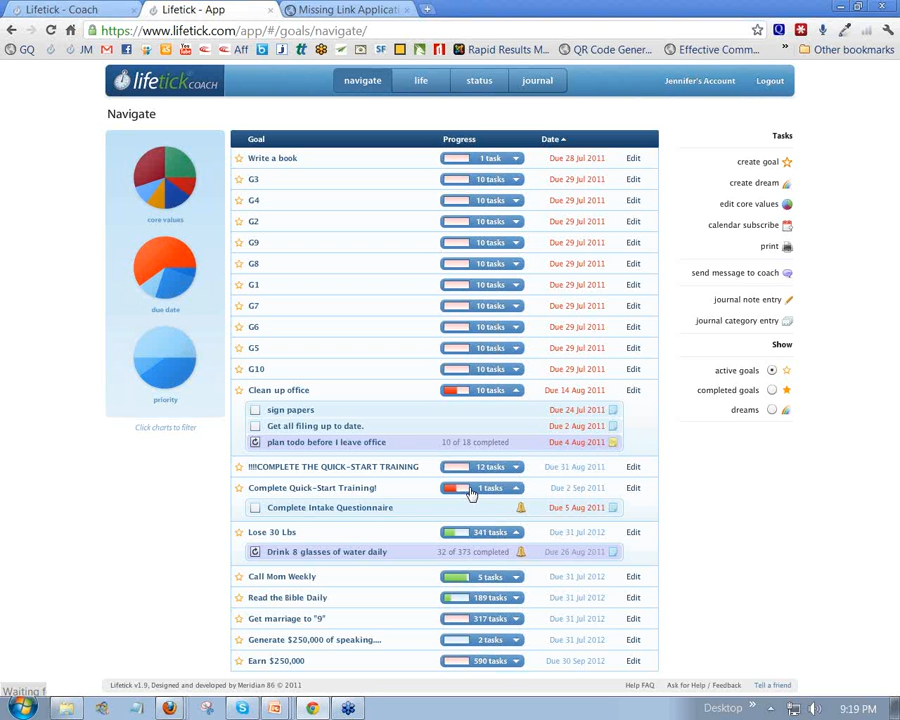 Lifetick - Coach
Lifetick - App
Missing Link Applicati
https://www.lifetick.com/app/#/goals/navigate/
GQ
JM
Aff
SF
Rapid Results M...
QR Code Gener...
Effective Comm...
Other bookmarks
lifetick COACH
navigate
life
status
journal
Jennifer's Account
Logout
Navigate
core values
due date
priority
Click charts to filter
Goal Progress Date
Write a book 1 task Due 28 Jul 2011 Edit
G3 10 tasks Due 29 Jul 2011 Edit
G4 10 tasks Due 29 Jul 2011 Edit
G2 10 tasks Due 29 Jul 2011 Edit
G9 10 tasks Due 29 Jul 2011 Edit
G8 10 tasks Due 29 Jul 2011 Edit
G1 10 tasks Due 29 Jul 2011 Edit
G7 10 tasks Due 29 Jul 2011 Edit
G6 10 tasks Due 29 Jul 2011 Edit
G5 10 tasks Due 29 Jul 2011 Edit
G10 10 tasks Due 29 Jul 2011 Edit
Clean up office 10 tasks Due 14 Aug 2011 Edit
sign papers Due 24 Jul 2011
Get all filing up to date. Due 2 Aug 2011
plan todo before I leave office 10 of 18 completed Due 4 Aug 2011
!!!!COMPLETE THE QUICK-START TRAINING 12 tasks Due 31 Aug 2011 Edit
Complete Quick-Start Training! 1 tasks Due 2 Sep 2011 Edit
Complete Intake Questionnaire Due 5 Aug 2011
Lose 30 Lbs 341 tasks Due 31 Jul 2012 Edit
Drink 8 glasses of water daily 32 of 373 completed Due 26 Aug 2011
Call Mom Weekly 5 tasks Due 31 Jul 2012 Edit
Read the Bible Daily 189 tasks Due 31 Jul 2012 Edit
Get marriage to "9" 317 tasks Due 31 Jul 2012 Edit
Generate $250,000 of speaking.... 2 tasks Due 31 Jul 2012 Edit
Earn $250,000 590 tasks Due 30 Sep 2012 Edit
Tasks
create goal
create dream
edit core values
calendar subscribe
print
send message to coach
journal note entry
journal category entry
Show
active goals
completed goals
dreams
Lifetick v1.9, Designed and developed by Meridian 86 © 2011
Help FAQ
Ask for Help / Feedback
Tell a friend
Waiting f
Desktop
9:19 PM